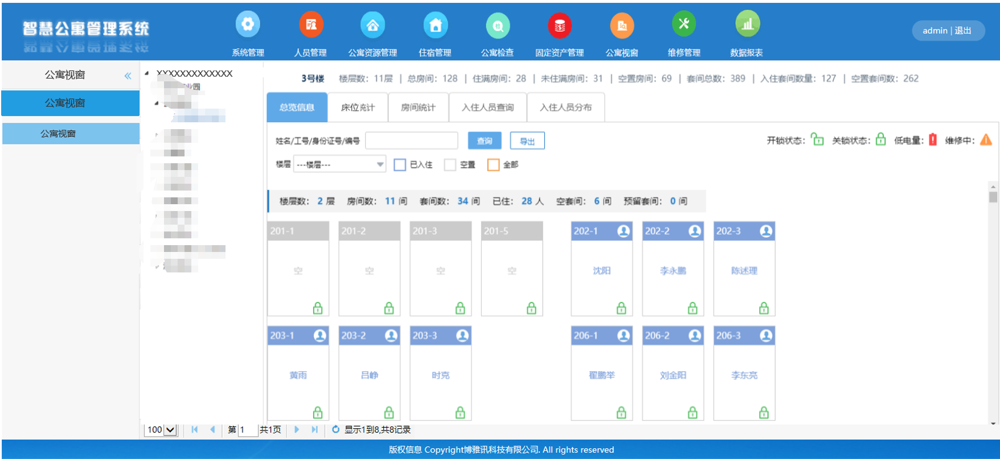 智慧公寓管理系统
系统管理 人员管理 公寓资源管理 住宿管理 公寓检查 固定资产管理 公寓视窗 维修管理 数据报表
admin | 退出
公寓视窗 «
公寓视窗
公寓视窗
XXXXXXXXXXXXX
3号楼 楼层数：11层 | 总房间：128 | 住满房间：28 | 未住满房间：31 | 空置房间：69 | 套间总数：389 | 入住套间数量：127 | 空置套间数：262
总览信息 床位统计 房间统计 入住人员查询 入住人员分布
姓名/工号/身份证号/编号 查询 导出
开锁状态： 关锁状态： 低电量： 维修中：
楼层 ---楼层--- 已入住 空置 全部
楼层数： 2 层 房间数： 11 间 套间数： 34 间 已住： 28 人 空套间： 6 间 预留套间： 0 间
201-1 201-2 201-3 201-5 202-1 202-2 202-3
空 空 空 空 沈阳 李永鹏 陈述理
203-1 203-2 203-3 206-1 206-2 206-3
黄雨 吕峥 时克 翟鹏举 刘金阳 李东亮
100 第 1 共1页 显示1到8,共8记录
版权信息 Copyright博雅讯科技有限公司. All rights reserved